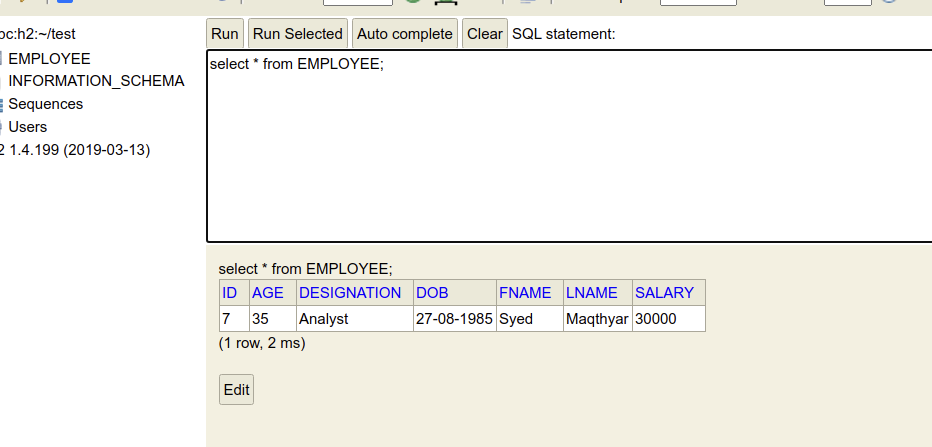 bc:h2:~/test
EMPLOYEE
INFORMATION_SCHEMA
Sequences
Users
2 1.4.199 (2019-03-13)
Run Run Selected Auto complete Clear SQL statement:
select * from EMPLOYEE;
select * from EMPLOYEE;
ID AGE DESIGNATION DOB FNAME LNAME SALARY
7 35 Analyst 27-08-1985 Syed Maqthyar 30000
(1 row, 2 ms)
Edit